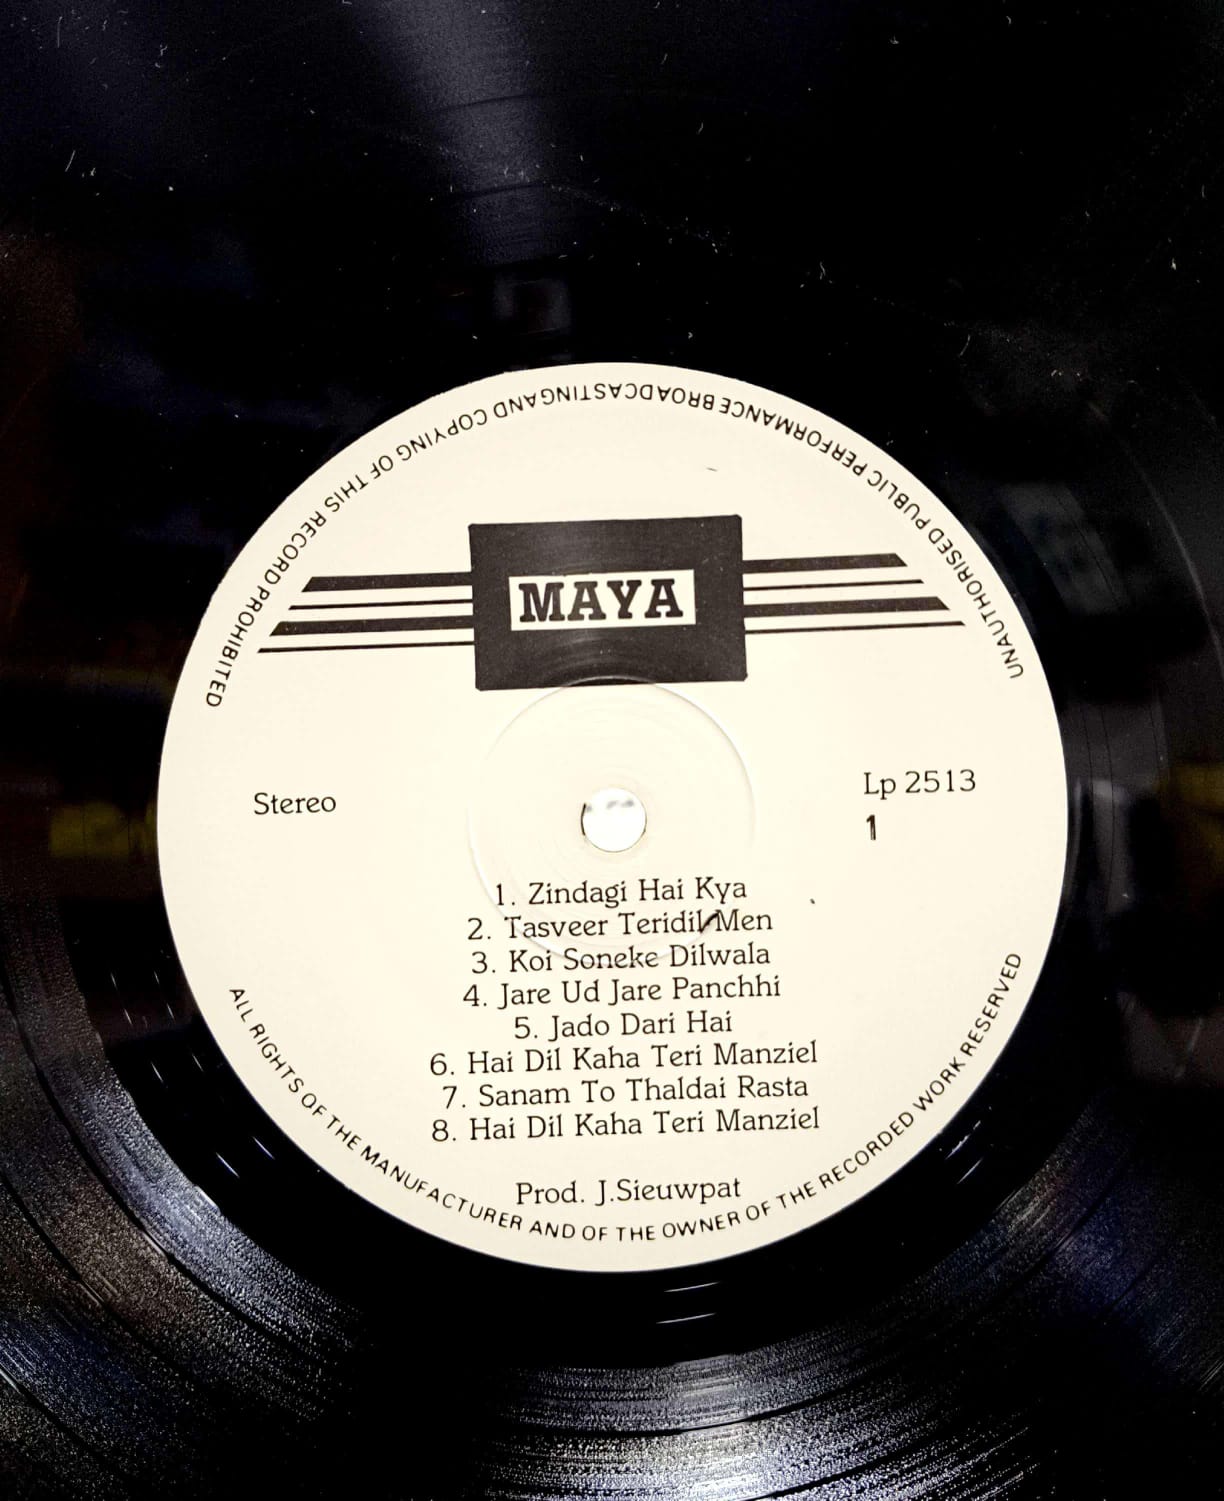 UNAUTHORISED PUBLIC PERFORMANCE BROADCASTING AND COPYING OF THIS RECORD PROHIBITED
MAYA
Stereo
Lp 2513
1
1. Zindagi Hai Kya
2. Tasveer Teridil Men
3. Koi Soneke Dilwala
4. Jare Ud Jare Panchhi
5. Jado Dari Hai
6. Hai Dil Kaha Teri Manziel
7. Sanam To Thaldai Rasta
8. Hai Dil Kaha Teri Manziel
Prod. J.Sieuwpat
ALL RIGHTS OF THE MANUFACTURER AND OF THE OWNER OF THE RECORDED WORK RESERVED